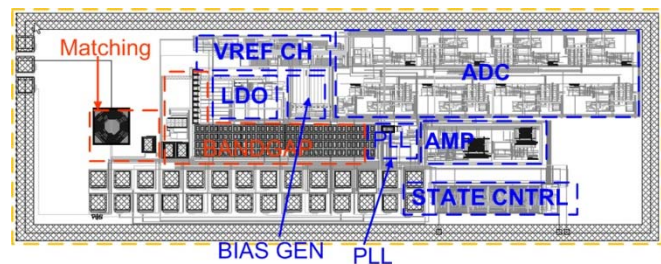 Matching
VREF CH
ADC
LDO
BANDGAP
PLL
AMP
STATE CNTRL
BIAS GEN
PLL